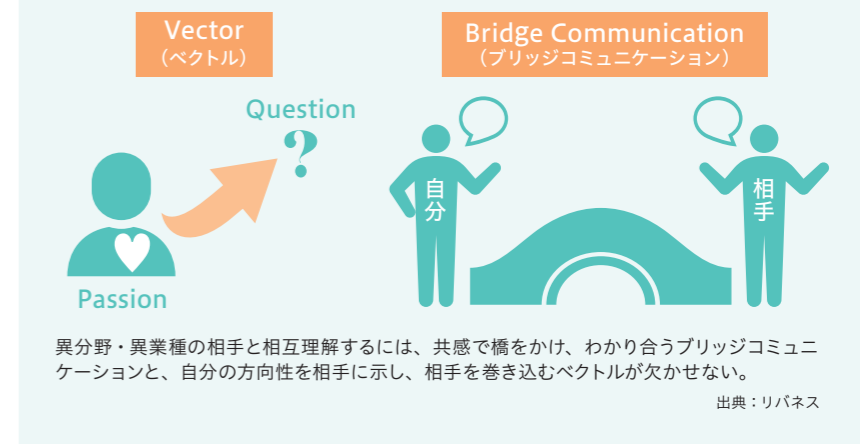 Vector
（ベクトル）
Bridge Communication
（ブリッジコミュニケーション）
Question
?
自分
相手
Passion
異分野・異業種の相手と相互理解するには、共感で橋をかけ、わかり合うブリッジコミュニ
ケーションと、自分の方向性を相手に示し、相手を巻き込むベクトルが欠かせない。
出典：リバネス